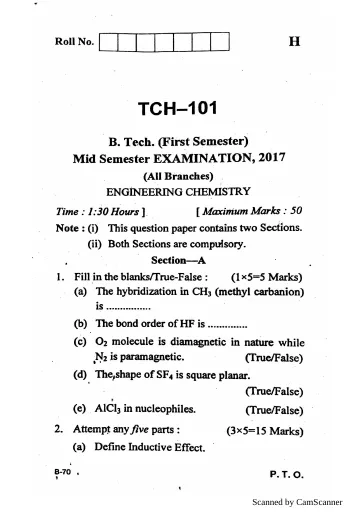 Roll No. H
TCH–101
B. Tech. (First Semester)
Mid Semester EXAMINATION, 2017
(All Branches)
ENGINEERING CHEMISTRY
Time : 1:30 Hours ] [ Maximum Marks : 50
Note : (i) This question paper contains two Sections.
(ii) Both Sections are compulsory.
Section—A
1. Fill in the blanks/True-False : (1×5=5 Marks)
(a) The hybridization in CH3 (methyl carbanion)
is ................
(b) The bond order of HF is ..............
(c) O2 molecule is diamagnetic in nature while
N2 is paramagnetic. (True/False)
(d) The shape of SF4 is square planar.
(True/False)
(e) AlCl3 in nucleophiles. (True/False)
2. Attempt any five parts : (3×5=15 Marks)
(a) Define Inductive Effect.
B-70 P. T. O.
Scanned by CamScanner